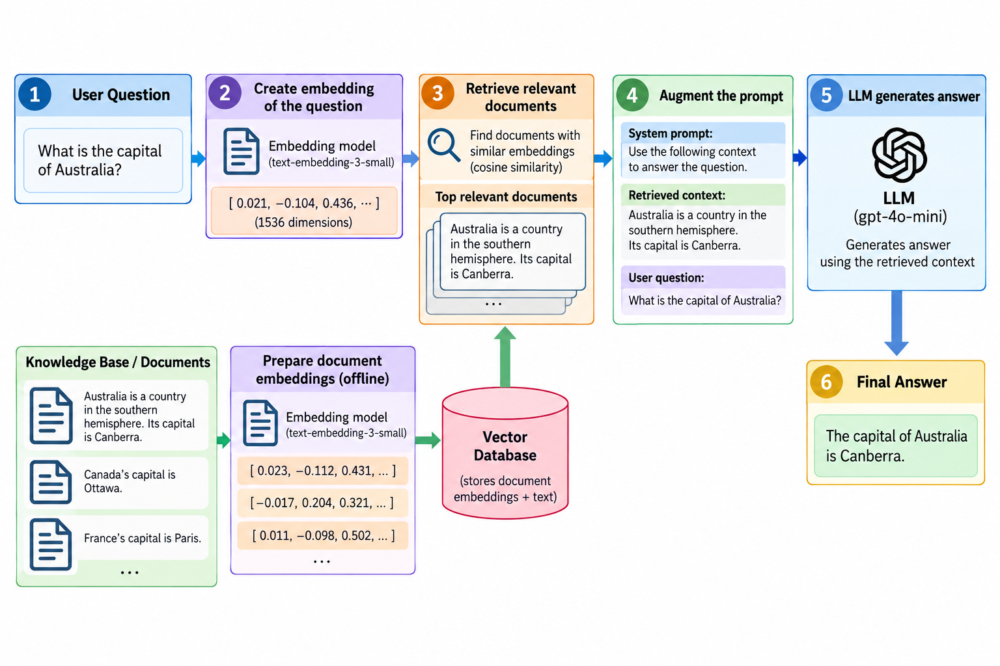 1
User Question
What is the capital
of Australia?
2
Create embedding
of the question
Embedding model
(text-embedding-3-small)
[ 0.021, −0.104, 0.436, ··· ]
(1536 dimensions)
3
Retrieve relevant
documents
Find documents with
similar embeddings
(cosine similarity)
Top relevant documents
Australia is a country
in the southern
hemisphere. Its capital
is Canberra.
...
4
Augment the prompt
System prompt:
Use the following context
to answer the question.
Retrieved context:
Australia is a country in the
southern hemisphere.
Its capital is Canberra.
User question:
What is the capital of Australia?
5
LLM generates answer
LLM
(gpt-4o-mini)
Generates answer
using the retrieved context
6
Final Answer
The capital of Australia
is Canberra.
Knowledge Base / Documents
Australia is a country
in the southern
hemisphere. Its capital
is Canberra.
Canada's capital is
Ottawa.
France's capital is Paris.
...
Prepare document
embeddings (offline)
Embedding model
(text-embedding-3-small)
[ 0.023, −0.112, 0.431, ... ]
[ −0.017, 0.204, 0.321, ... ]
[ 0.011, −0.098, 0.502, ... ]
...
Vector
Database
(stores document
embeddings + text)